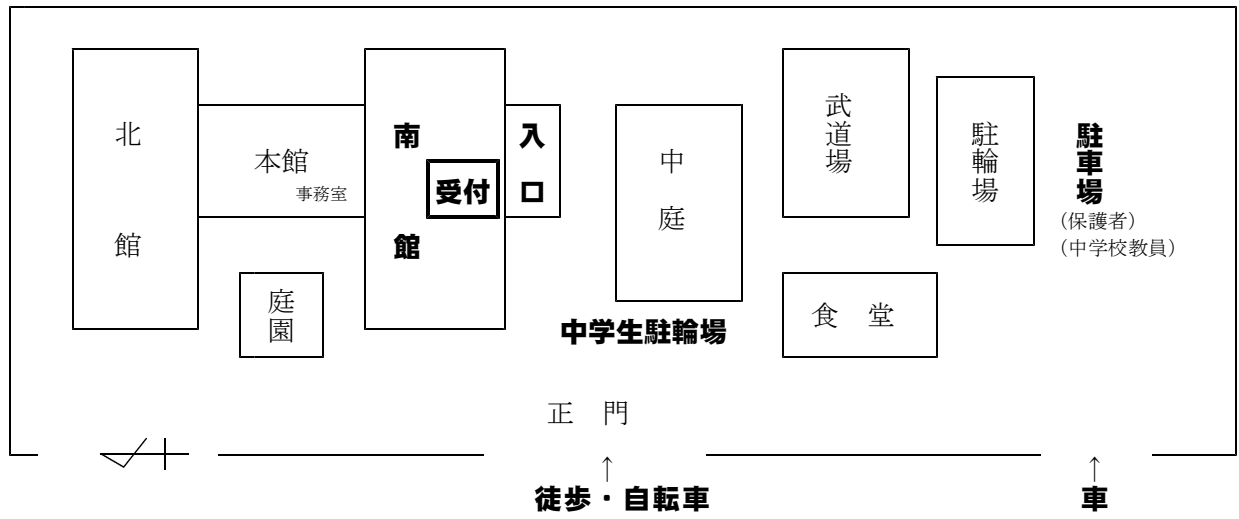 北館
本館
事務室
南館
受付
入口
中庭
武道場
駐輪場
駐車場
（保護者）
（中学校教員）
庭園
中学生駐輪場
食堂
正門
↑
徒歩・自転車
↑
車